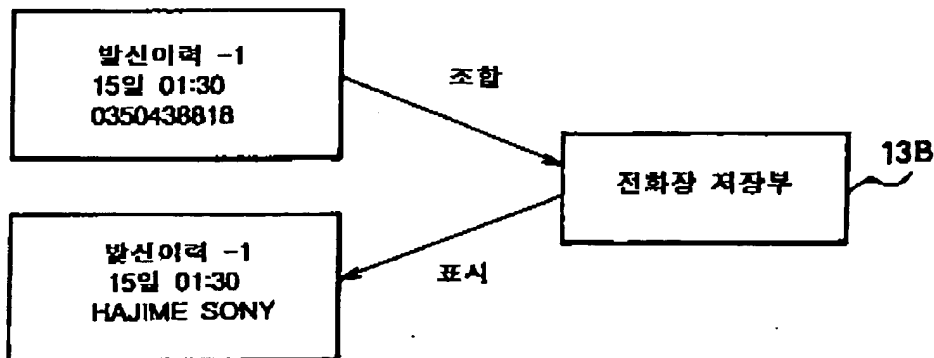 발신이력 -1
15일 01:30
0350438818
조합
전화장 저장부
13B
발신이력 -1
15일 01:30
HAJIME SONY
표시